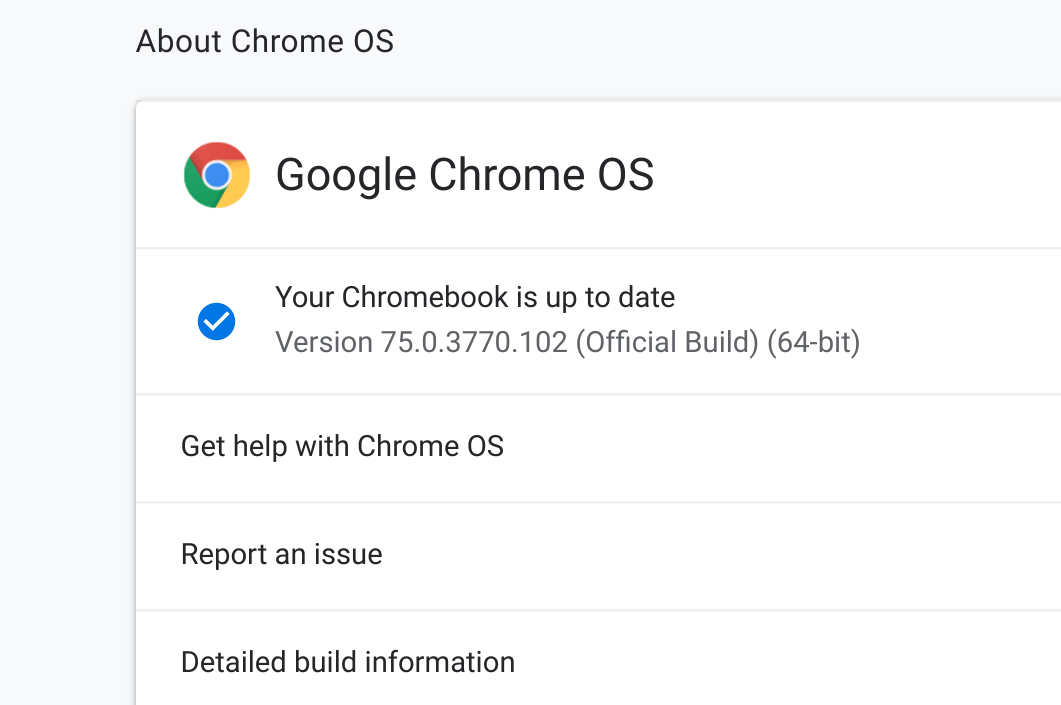 About Chrome OS
Google Chrome OS
Your Chromebook is up to date
Version 75.0.3770.102 (Official Build) (64-bit)
Get help with Chrome OS
Report an issue
Detailed build information